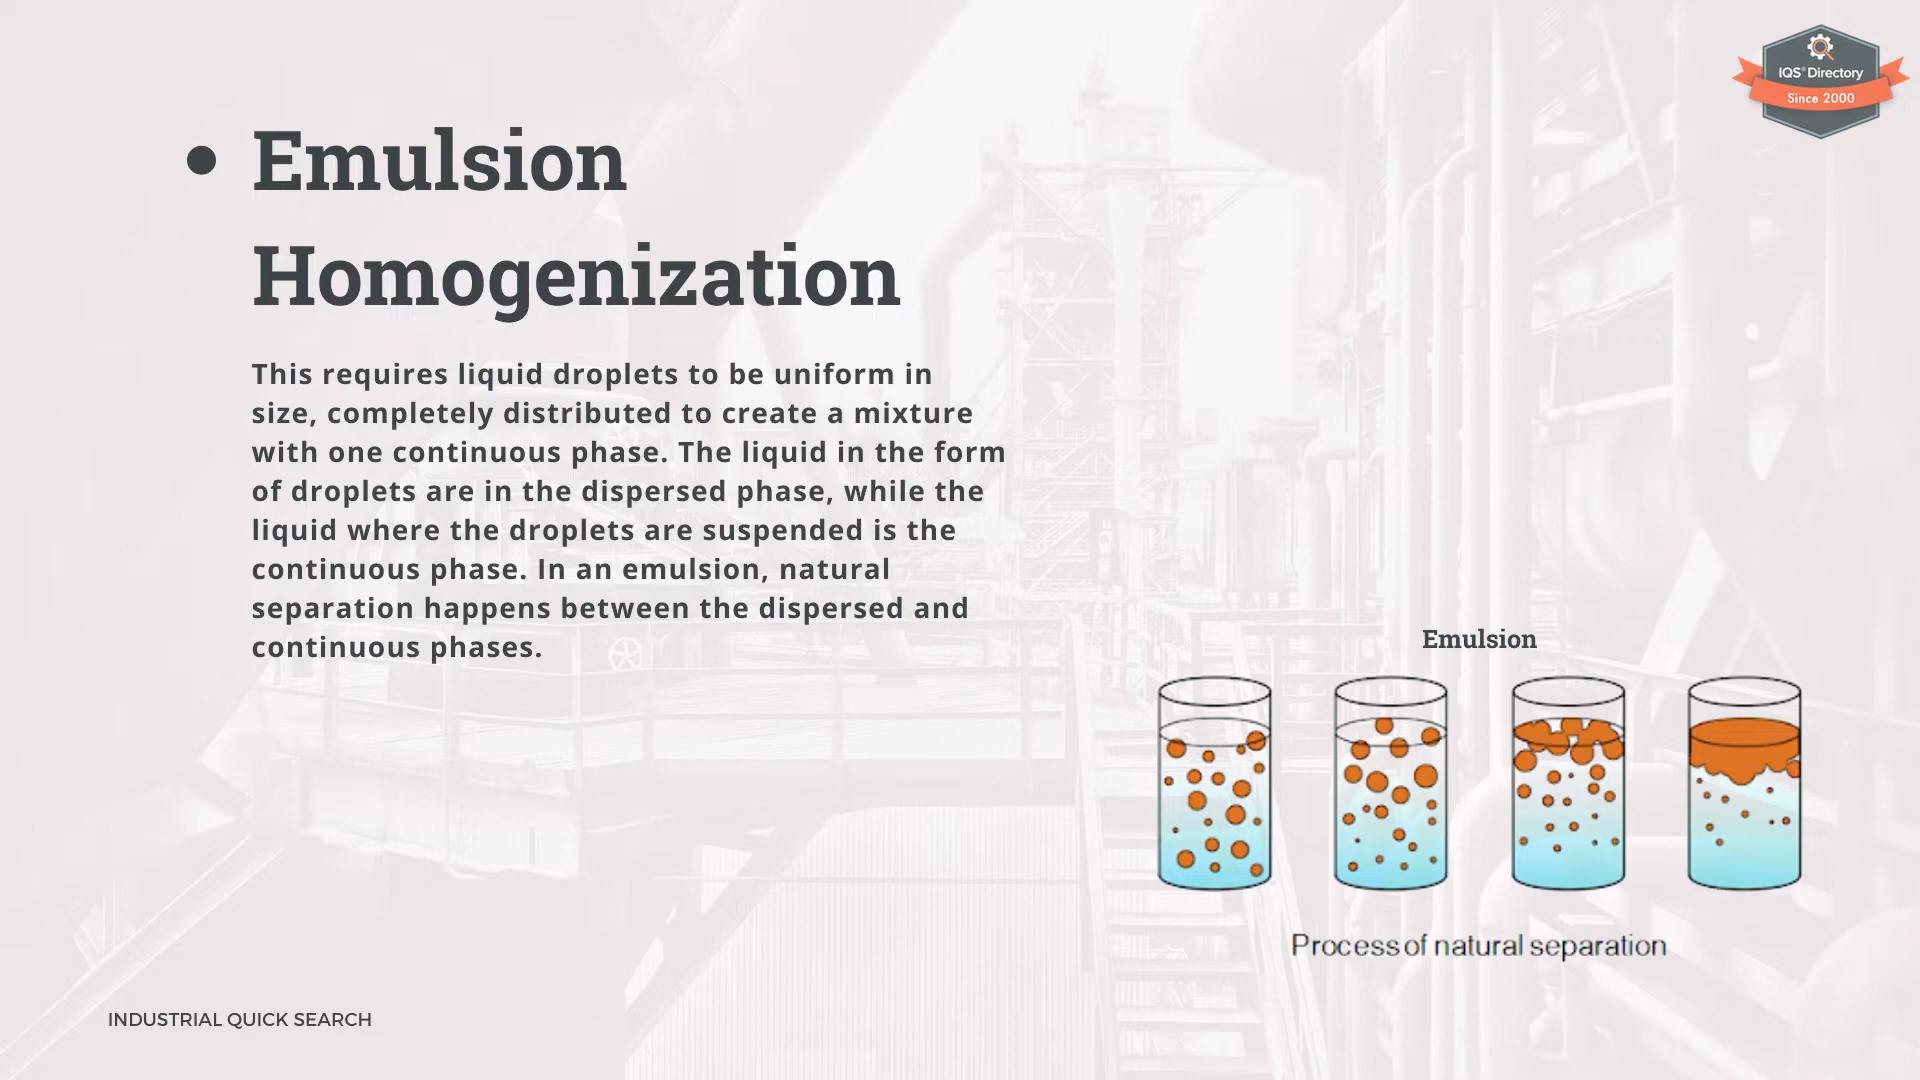 IQS® Directory
Since 2000
• Emulsion
Homogenization
This requires liquid droplets to be uniform in
size, completely distributed to create a mixture
with one continuous phase. The liquid in the form
of droplets are in the dispersed phase, while the
liquid where the droplets are suspended is the
continuous phase. In an emulsion, natural
separation happens between the dispersed and
continuous phases.
Emulsion
Process of natural separation
INDUSTRIAL QUICK SEARCH